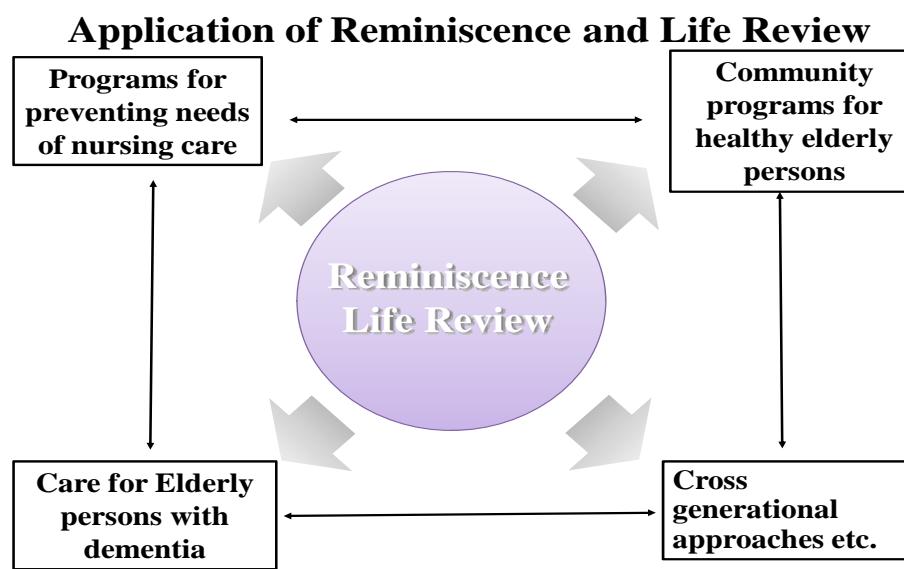 Application of Reminiscence and Life Review
Programs for
preventing needs
of nursing care
Community
programs for
healthy elderly
persons
Reminiscence
Life Review
Care for Elderly
persons with
dementia
Cross
generational
approaches etc.